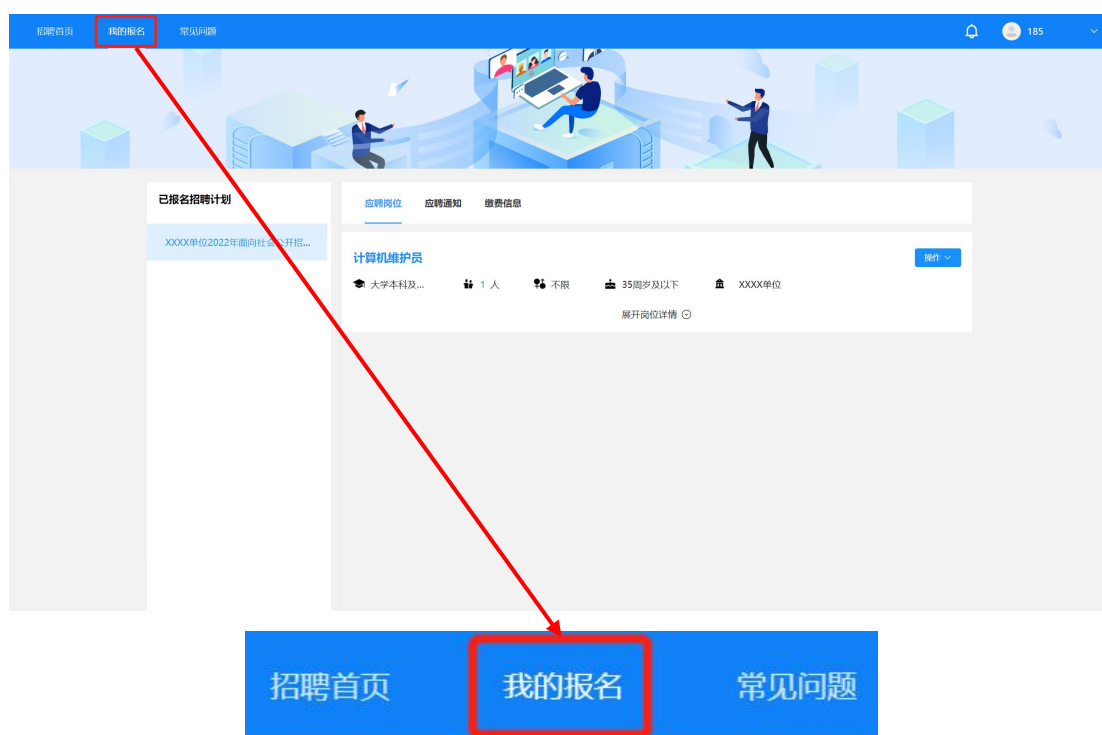 招聘首页 我的报名 常见问题 185
已报名招聘计划
应聘岗位 应聘通知 缴费信息
XXXX单位2022年面向社会公开招...
计算机维护员
操作
大学本科及... 1 人 不限 35周岁及以下 XXXX单位
展开岗位详情
招聘首页 我的报名 常见问题